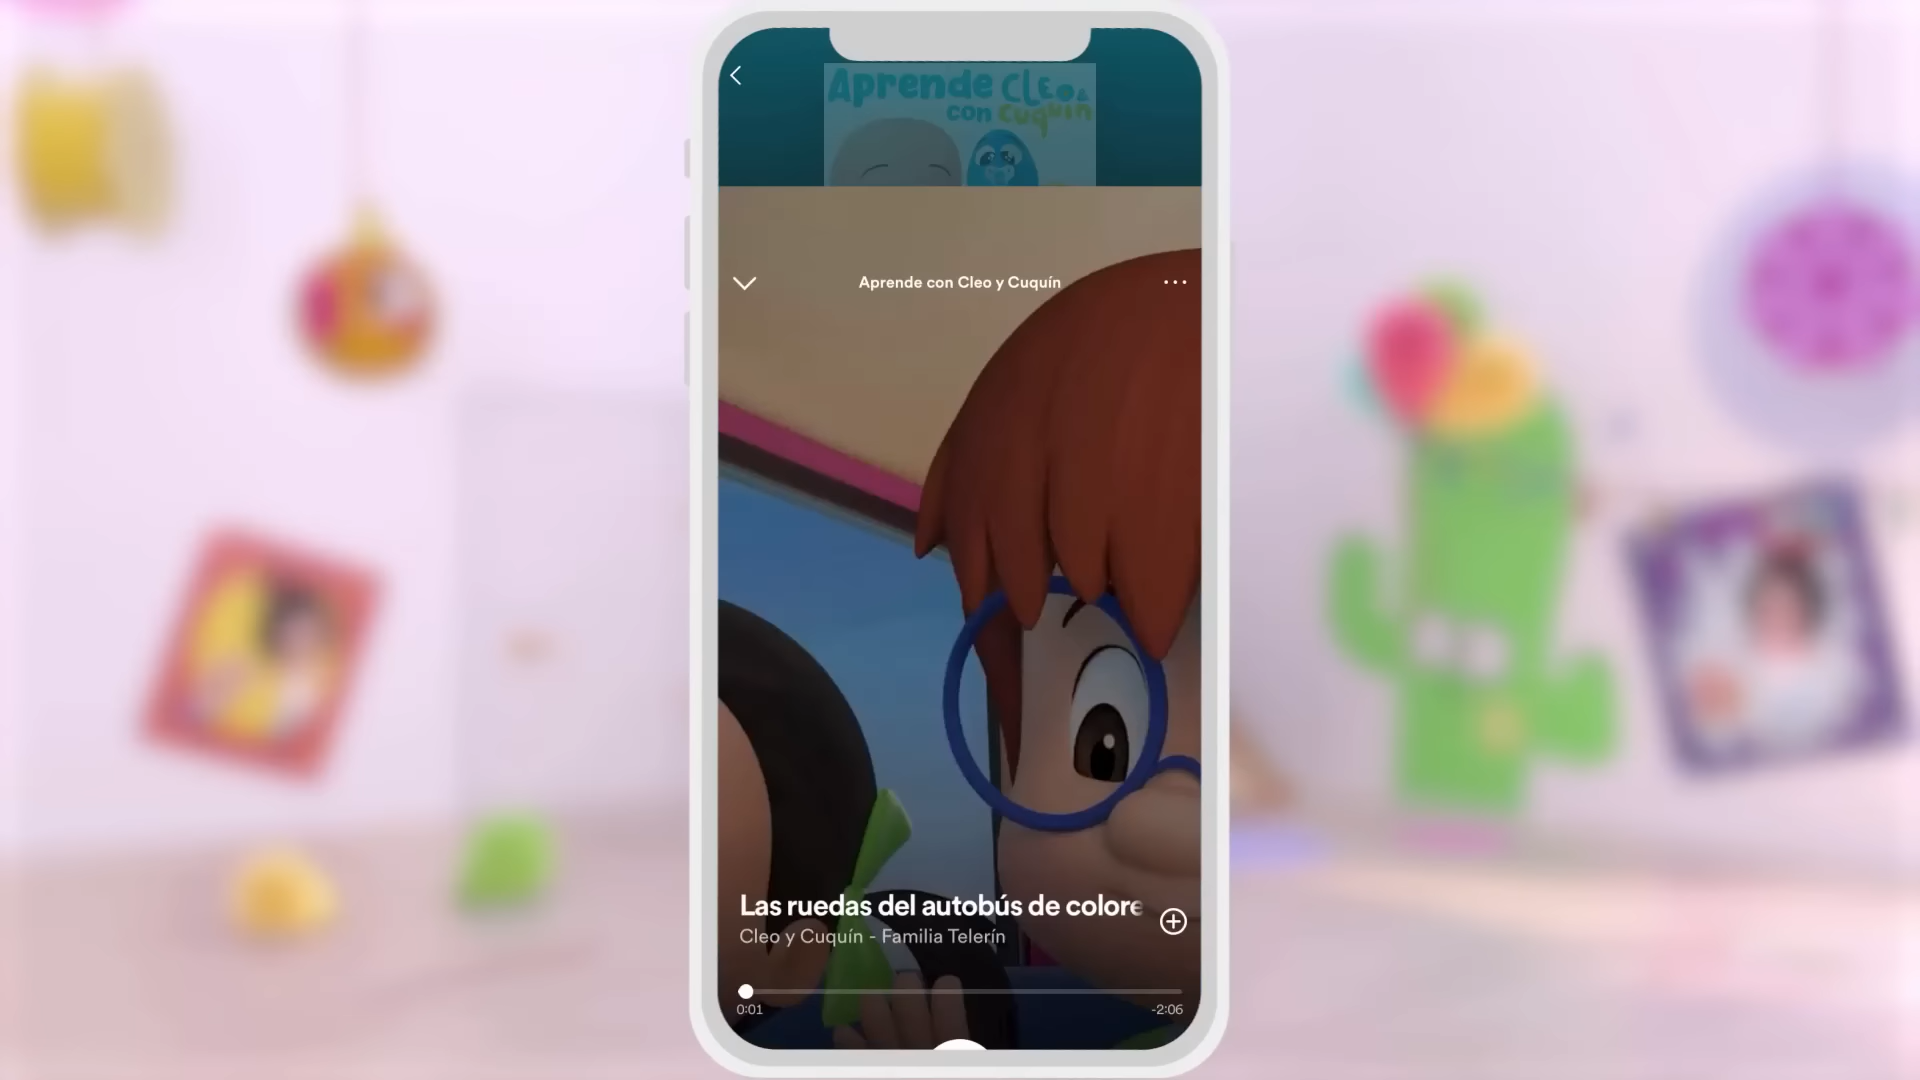 Aprende CLEO &
con cuquín
Aprende con Cleo y Cuquín
Las ruedas del autobús de colore
Cleo y Cuquín - Familia Telerín
0:01
-2:06